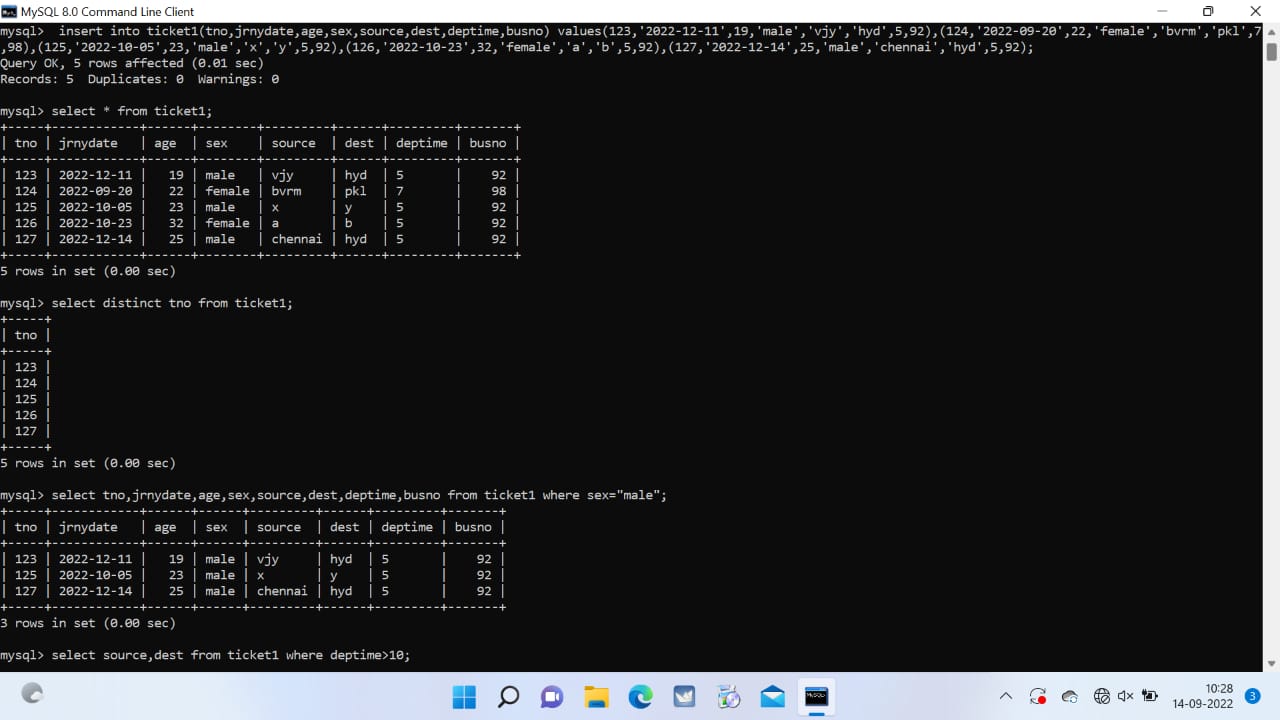 MySQL 8.0 Command Line Client
mysql>  insert into ticket1(tno,jrnydate,age,sex,source,dest,deptime,busno) values(123,'2022-12-11',19,'male','vjy','hyd',5,92),(124,'2022-09-20',22,'female','bvrm','pkl',7
,98),(125,'2022-10-05',23,'male','x','y',5,92),(126,'2022-10-23',32,'female','a','b',5,92),(127,'2022-12-14',25,'male','chennai','hyd',5,92);
Query OK, 5 rows affected (0.01 sec)
Records: 5  Duplicates: 0  Warnings: 0
mysql> select * from ticket1;
+-----+------------+------+--------+---------+------+---------+-------+
| tno | jrnydate   | age  | sex    | source  | dest | deptime | busno |
+-----+------------+------+--------+---------+------+---------+-------+
| 123 | 2022-12-11 |   19 | male   | vjy     | hyd  | 5       |    92 |
| 124 | 2022-09-20 |   22 | female | bvrm    | pkl  | 7       |    98 |
| 125 | 2022-10-05 |   23 | male   | x       | y    | 5       |    92 |
| 126 | 2022-10-23 |   32 | female | a       | b    | 5       |    92 |
| 127 | 2022-12-14 |   25 | male   | chennai | hyd  | 5       |    92 |
+-----+------------+------+--------+---------+------+---------+-------+
5 rows in set (0.00 sec)
mysql> select distinct tno from ticket1;
+-----+
| tno |
+-----+
| 123 |
| 124 |
| 125 |
| 126 |
| 127 |
+-----+
5 rows in set (0.00 sec)
mysql> select tno,jrnydate,age,sex,source,dest,deptime,busno from ticket1 where sex="male";
+-----+------------+------+------+---------+------+---------+-------+
| tno | jrnydate   | age  | sex  | source  | dest | deptime | busno |
+-----+------------+------+------+---------+------+---------+-------+
| 123 | 2022-12-11 |   19 | male | vjy     | hyd  | 5       |    92 |
| 125 | 2022-10-05 |   23 | male | x       | y    | 5       |    92 |
| 127 | 2022-12-14 |   25 | male | chennai | hyd  | 5       |    92 |
+-----+------------+------+------+---------+------+---------+-------+
3 rows in set (0.00 sec)
mysql> select source,dest from ticket1 where deptime>10;
10:28
14-09-2022
3